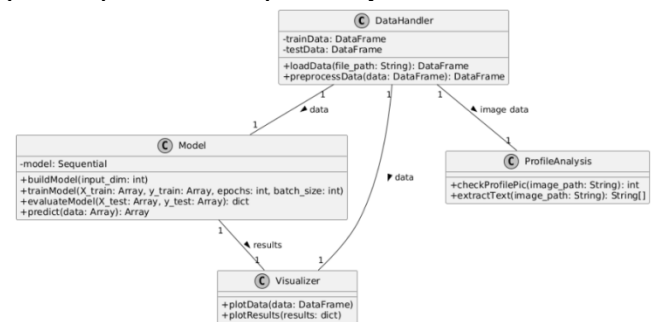 C DataHandler
-trainData: DataFrame
-testData: DataFrame
+loadData(file_path: String): DataFrame
+preprocessData(data: DataFrame): DataFrame
1 1 1
data
image data
1
1
C Model
-model: Sequential
+buildModel(input_dim: int)
+trainModel(X_train: Array, y_train: Array, epochs: int, batch_size: int)
+evaluateModel(X_test: Array, y_test: Array): dict
+predict(data: Array): Array
C ProfileAnalysis
+checkProfilePic(image_path: String): int
+extractText(image_path: String): String[]
data
1
results
1 1
C Visualizer
+plotData(data: DataFrame)
+plotResults(results: dict)